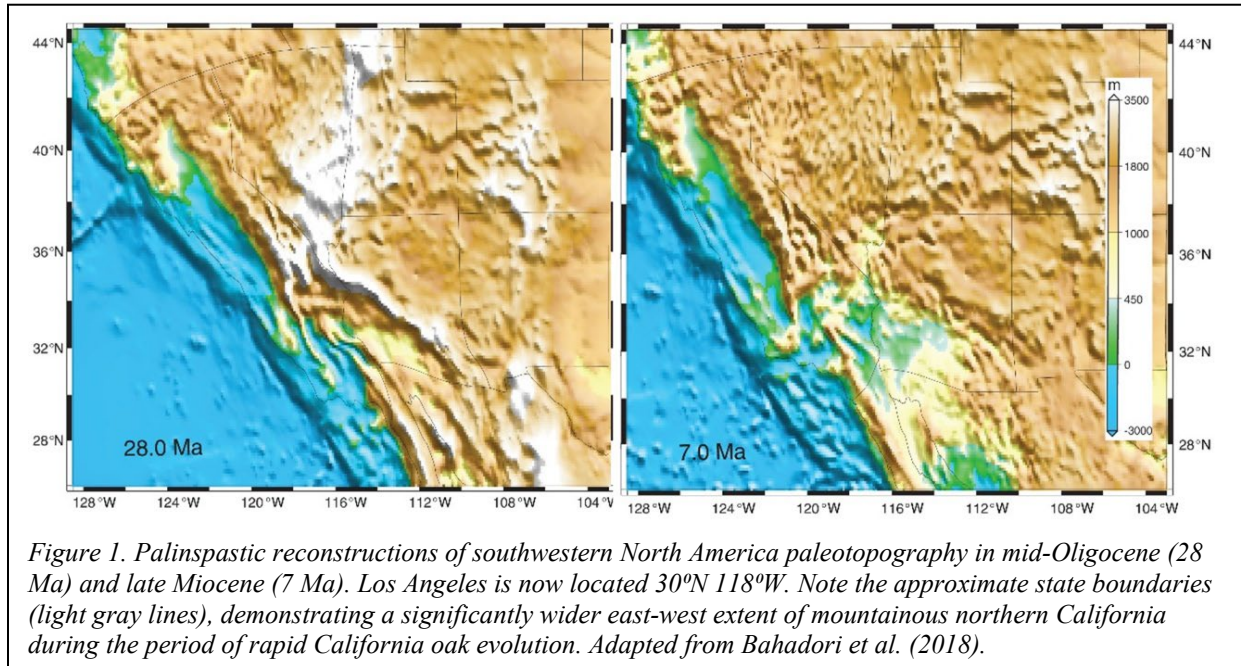 44°N
40°N
36°N
32°N
28°N
28.0 Ma
128°W 124°W 120°W 116°W 112°W 108°W 104°W
44°N
40°N
36°N
32°N
28°N
m
3500
1800
1000
450
0
-3000
7.0 Ma
128°W 124°W 120°W 116°W 112°W 108°W 104°W
Figure 1. Palinspastic reconstructions of southwestern North America paleotopography in mid-Oligocene (28
Ma) and late Miocene (7 Ma). Los Angeles is now located 30⁰N 118⁰W. Note the approximate state boundaries
(light gray lines), demonstrating a significantly wider east-west extent of mountainous northern California
during the period of rapid California oak evolution. Adapted from Bahadori et al. (2018).